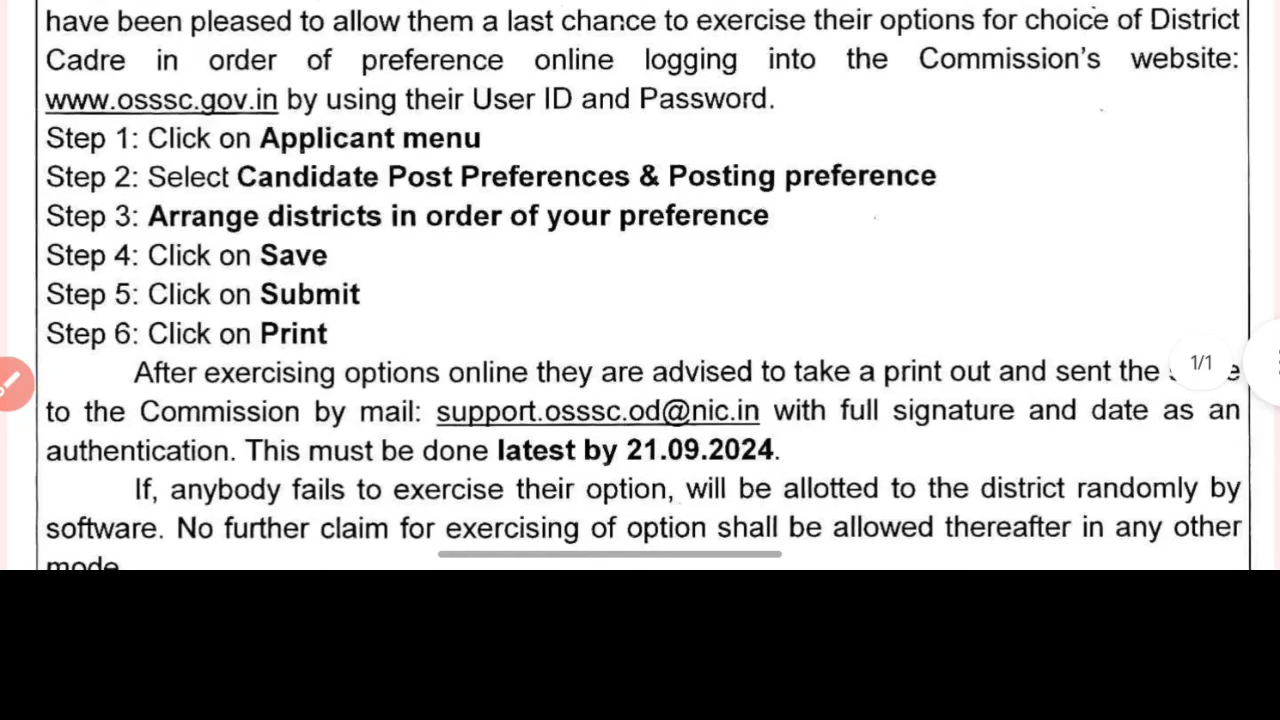 have been pleased to allow them a last chance to exercise their options for choice of District
Cadre in order of preference online logging into the Commission's website:
www.osssc.gov.in by using their User ID and Password.
Step 1: Click on Applicant menu
Step 2: Select Candidate Post Preferences & Posting preference
Step 3: Arrange districts in order of your preference
Step 4: Click on Save
Step 5: Click on Submit
Step 6: Click on Print
1/1
After exercising options online they are advised to take a print out and sent the
to the Commission by mail: support.osssc.od@nic.in with full signature and date as an
authentication. This must be done latest by 21.09.2024.
If, anybody fails to exercise their option, will be allotted to the district randomly by
software. No further claim for exercising of option shall be allowed thereafter in any other
mode